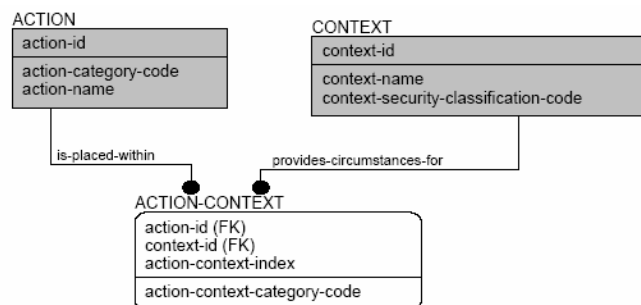 ACTION
action-id
action-category-code
action-name
CONTEXT
context-id
context-name
context-security-classification-code
is-placed-within
provides-circumstances-for
ACTION-CONTEXT
action-id (FK)
context-id (FK)
action-context-index
action-context-category-code